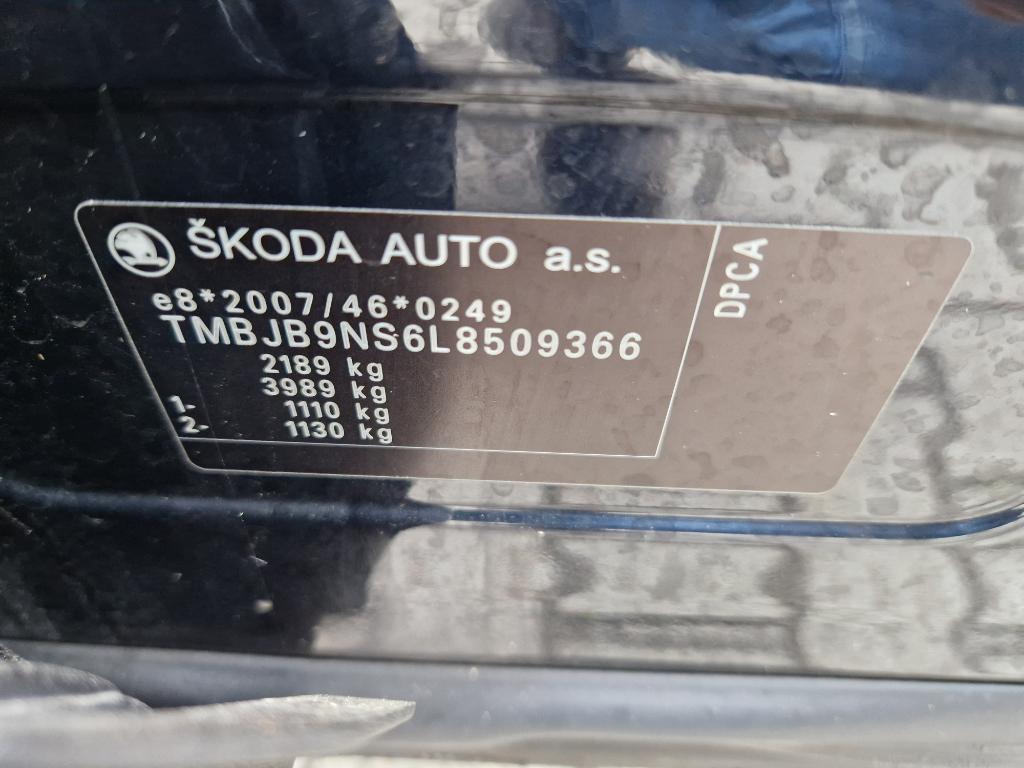 ŠKODA AUTO a.s.
e8*2007/46*0249
TMBJB9NS6L8509366
2189 kg
3989 kg
1- 1110 kg
2- 1130 kg
DPCA